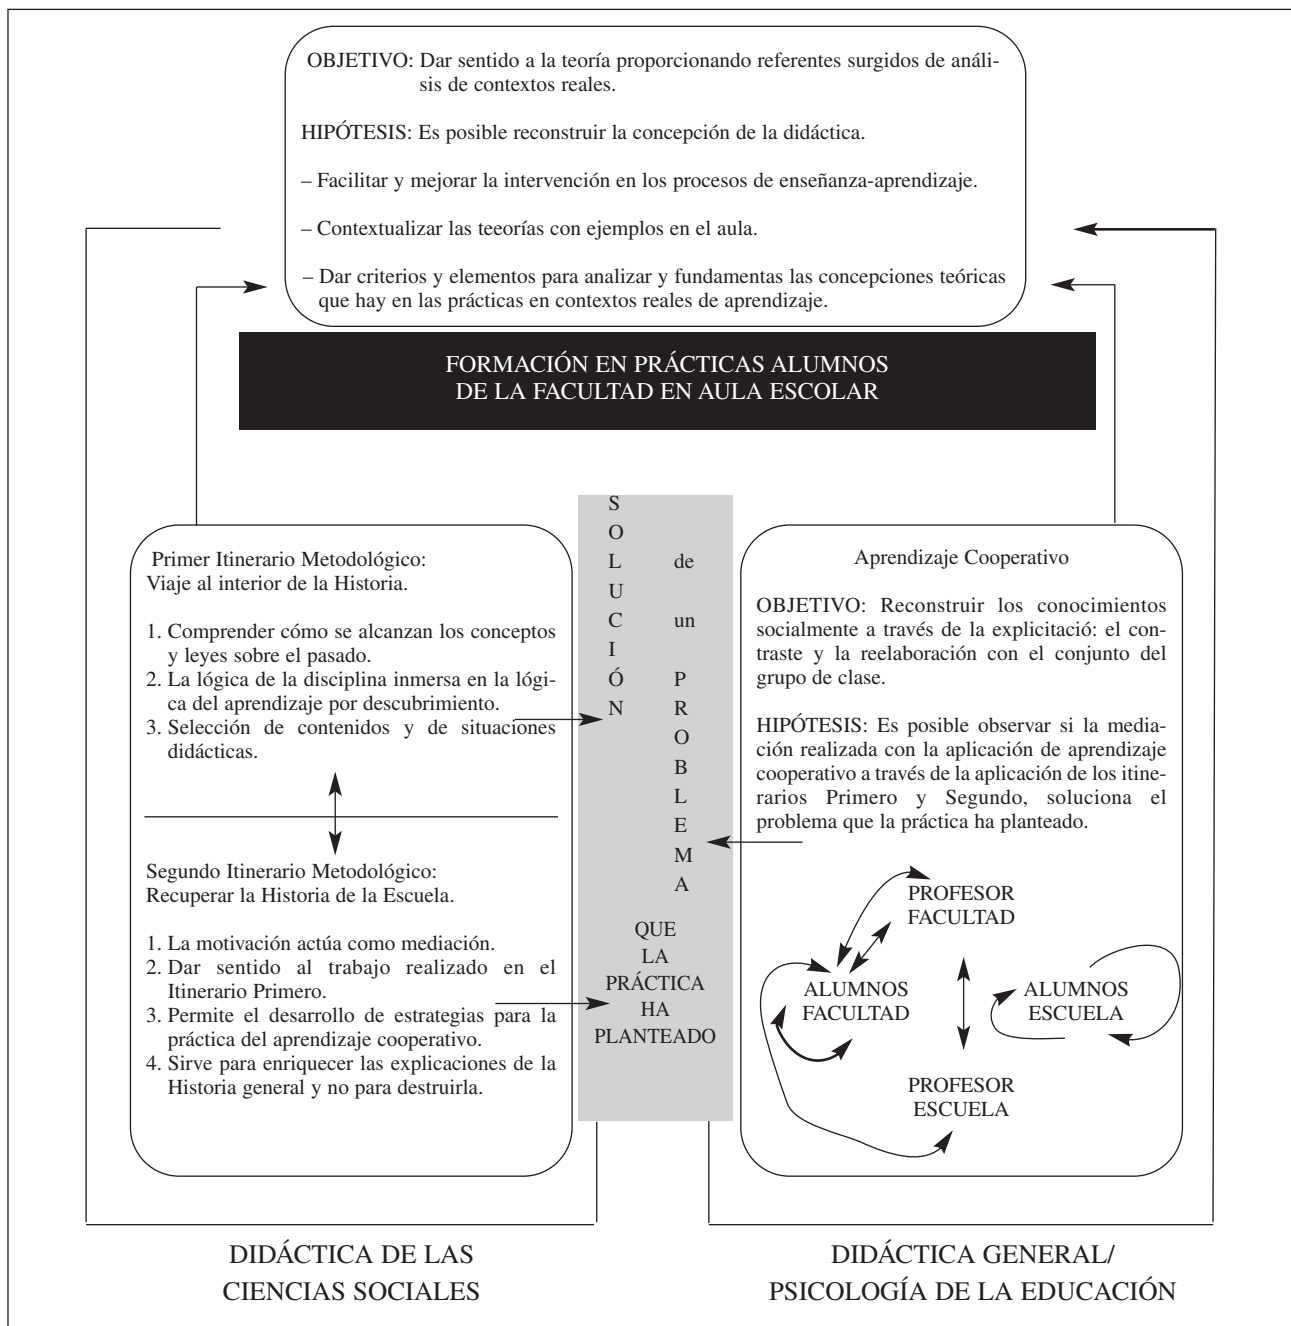 OBJETIVO: Dar sentido a la teoría proporcionando referentes surgidos de análi-
sis de contextos reales.
HIPÓTESIS: Es posible reconstruir la concepción de la didáctica.
– Facilitar y mejorar la intervención en los procesos de enseñanza-aprendizaje.
– Contextualizar las teeorías con ejemplos en el aula.
– Dar criterios y elementos para analizar y fundamentas las concepciones teóricas
que hay en las prácticas en contextos reales de aprendizaje.
FORMACIÓN EN PRÁCTICAS ALUMNOS
DE LA FACULTAD EN AULA ESCOLAR
Primer Itinerario Metodológico:
Viaje al interior de la Historia.
1. Comprender cómo se alcanzan los conceptos
y leyes sobre el pasado.
2. La lógica de la disciplina inmersa en la lógi-
ca del aprendizaje por descubrimiento.
3. Selección de contenidos y de situaciones
didácticas.
Segundo Itinerario Metodológico:
Recuperar la Historia de la Escuela.
1. La motivación actúa como mediación.
2. Dar sentido al trabajo realizado en el
Itinerario Primero.
3. Permite el desarrollo de estrategias para la
práctica del aprendizaje cooperativo.
4. Sirve para enriquecer las explicaciones de la
Historia general y no para destruirla.
SOLUCIÓN
de
un
PROBLEMA
QUE
LA
PRÁCTICA
HA
PLANTEADO
Aprendizaje Cooperativo
OBJETIVO: Reconstruir los conocimientos
socialmente a través de la explicitació: el con-
traste y la reelaboración con el conjunto del
grupo de clase.
HIPÓTESIS: Es posible observar si la media-
ción realizada con la aplicación de aprendizaje
cooperativo a través de la aplicación de los itine-
rarios Primero y Segundo, soluciona el
problema que la práctica ha planteado.
PROFESOR
FACULTAD
ALUMNOS
FACULTAD
ALUMNOS
ESCUELA
PROFESOR
ESCUELA
DIDÁCTICA DE LAS
CIENCIAS SOCIALES
DIDÁCTICA GENERAL/
PSICOLOGÍA DE LA EDUCACIÓN